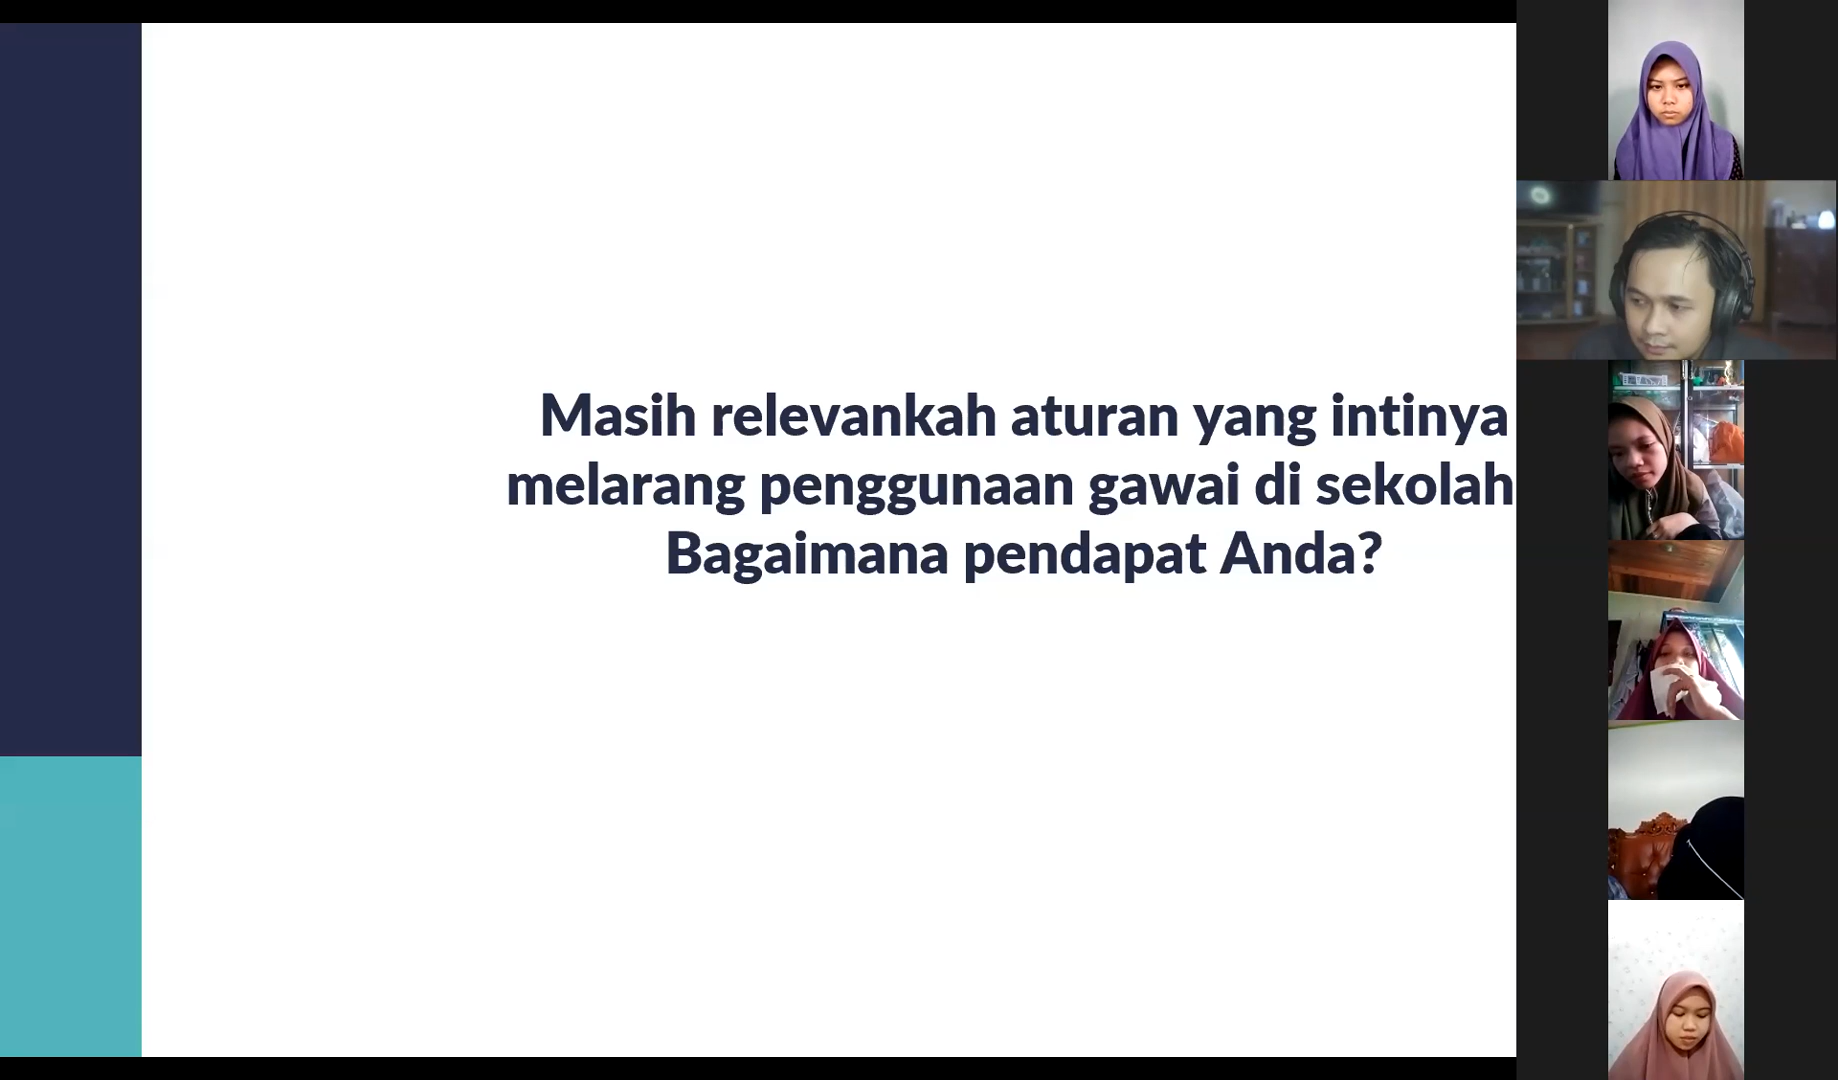 Masih relevankah aturan yang intinya
melarang penggunaan gawai di sekolah
Bagaimana pendapat Anda?